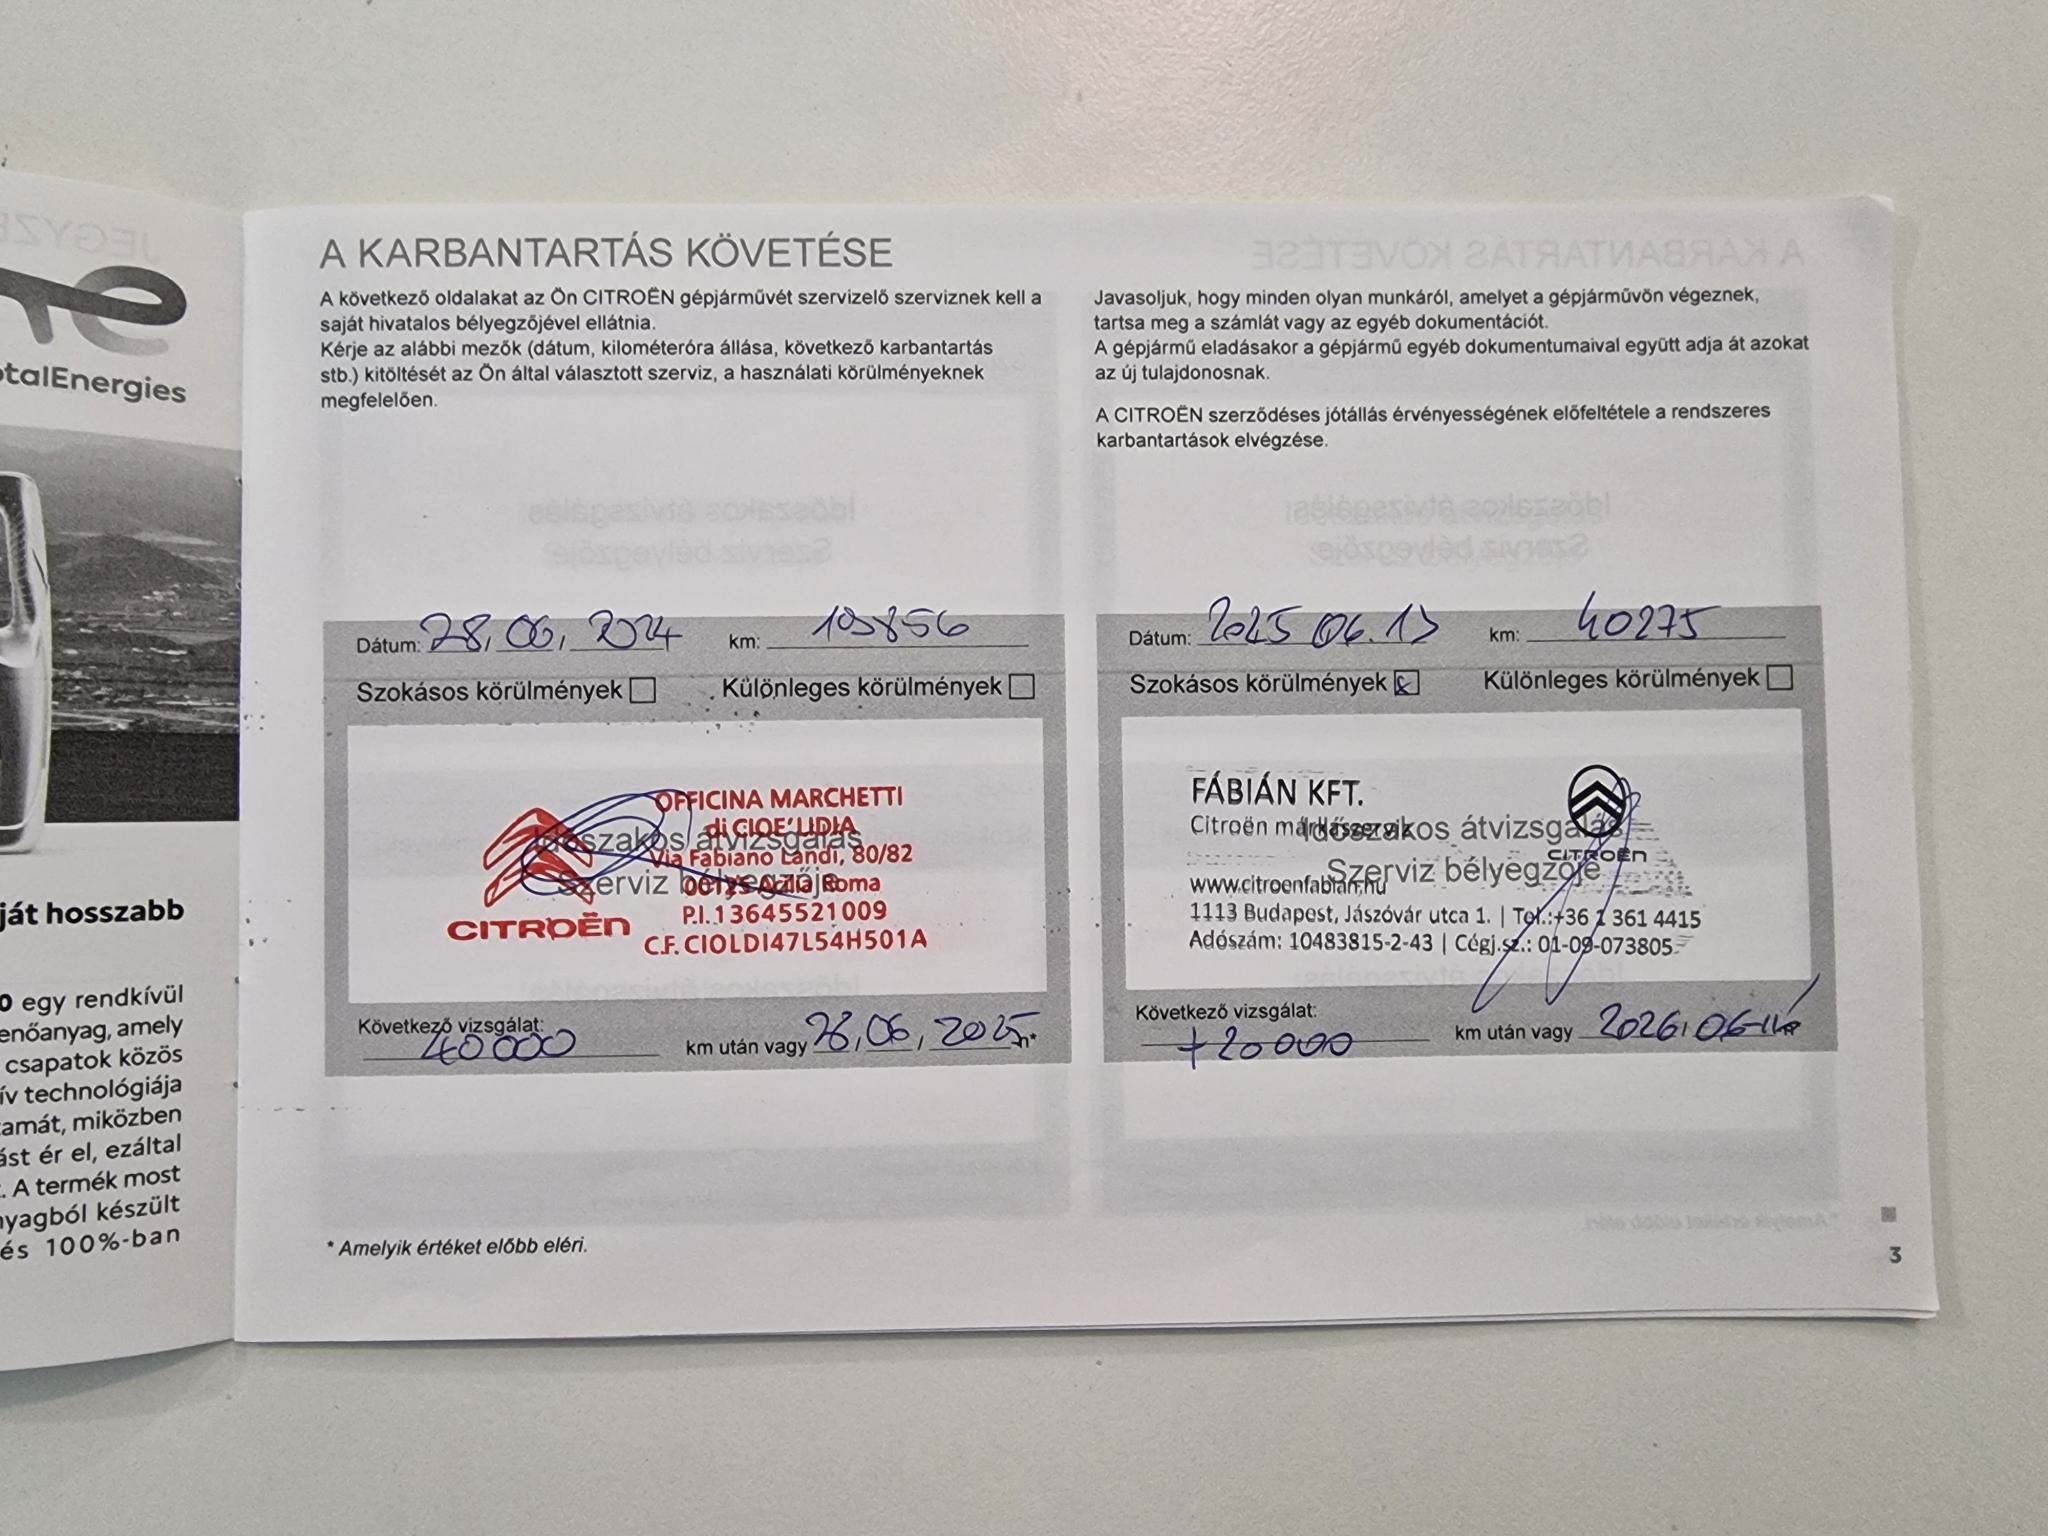 JEGYZE
otalEnergies
ját hosszabb
0 egy rendkívül
enőanyag, amely
csapatok közös
ív technológiája
tamát, miközben
ást ér el, ezáltal
. A termék most
nyagból készült
és 100%-ban
A KARBANTARTÁS KÖVETÉSE
A következő oldalakat az Ön CITROËN gépjárművét szervizelő szerviznek kell a
saját hivatalos bélyegzőjével ellátnia.
Kérje az alábbi mezők (dátum, kilométeróra állása, következő karbantartás
stb.) kitöltését az Ön által választott szerviz, a használati körülményeknek
megfelelően.
Dátum: 28,06, 2024 km: 19856
Szokásos körülmények Különleges körülmények
Időszakos átvizsgálás
Szerviz bélyegzője
CITROËN
OFFICINA MARCHETTI
di CIOE' LIDIA
Via Fabiano Landi, 80/82
00125 Acilia Roma
P.I.13645521009
C.F. CIOLDI47L54H501A
Következő vizsgálat:
40000 km után vagy 28,06, 2025 *
* Amelyik értéket előbb eléri.
Javasoljuk, hogy minden olyan munkáról, amelyet a gépjárművön végeznek,
tartsa meg a számlát vagy az egyéb dokumentációt.
A gépjármű eladásakor a gépjármű egyéb dokumentumaival együtt adja át azokat
az új tulajdonosnak.
A CITROËN szerződéses jótállás érvényességének előfeltétele a rendszeres
karbantartások elvégzése.
Dátum: 2025 06.13 km: 40275
Szokásos körülmények x Különleges körülmények
Időszakos átvizsgálás
Szerviz bélyegzője
FÁBIÁN KFT.
Citroën márkaszerviz
CITROËN
www.citroenfabian.hu
1113 Budapest, Jászóvár utca 1. | Tel.:+36 1 361 4415
Adószám: 10483815-2-43 | Cégj.sz.: 01-09-073805
Következő vizsgálat:
+20000 km után vagy 2026.06.
3